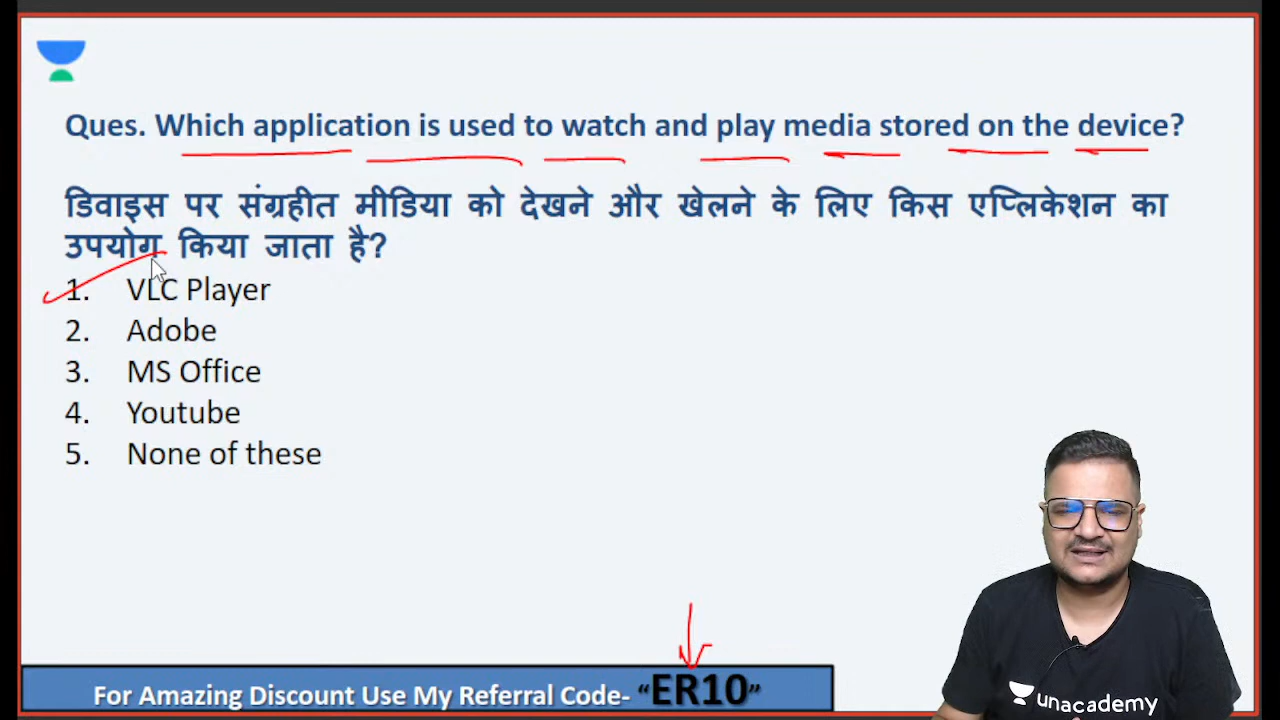 Ques. Which application is used to watch and play media stored on the device?
डिवाइस पर संग्रहीत मीडिया को देखने और खेलने के लिए किस एप्लिकेशन का
उपयोग किया जाता है?
1. VLC Player
2. Adobe
3. MS Office
4. Youtube
5. None of these
unacademy
For Amazing Discount Use My Referral Code- “ER10”